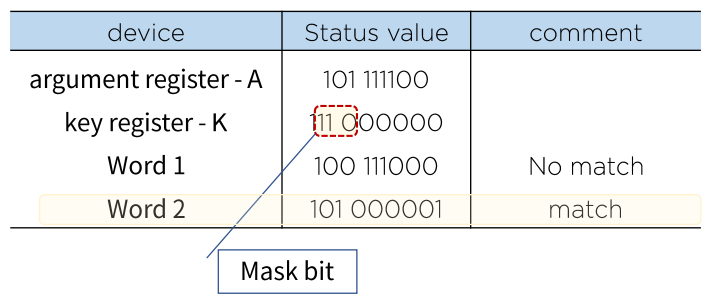 device Status value comment
argument register - A 101 111100
key register - K 111 000000
Word 1 100 111000 No match
Word 2 101 000001 match
Mask bit